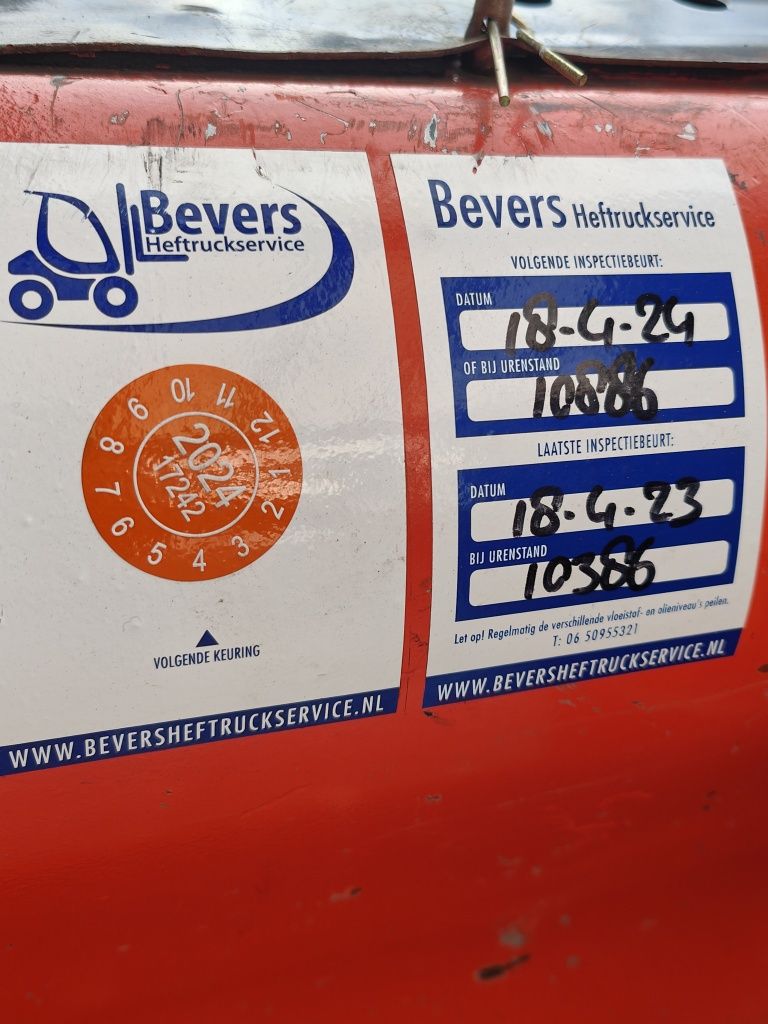 Bevers
Heftruckservice
2024
17242
1
2
3
4
5
6
7
8
9
10
11
12
VOLGENDE KEURING
WWW.BEVERSHEFTRUCKSERVICE.NL
Bevers Heftruckservice
VOLGENDE INSPECTIEBEURT:
DATUM
18-4-24
OF BIJ URENSTAND
10886
LAATSTE INSPECTIEBEURT:
DATUM
18-4-23
BIJ URENSTAND
10386
Let op! Regelmatig de verschillende vloeistof- en olieniveau's peilen.
T: 06 50955321
WWW.BEVERSHEFTRUCKSERVICE.NL